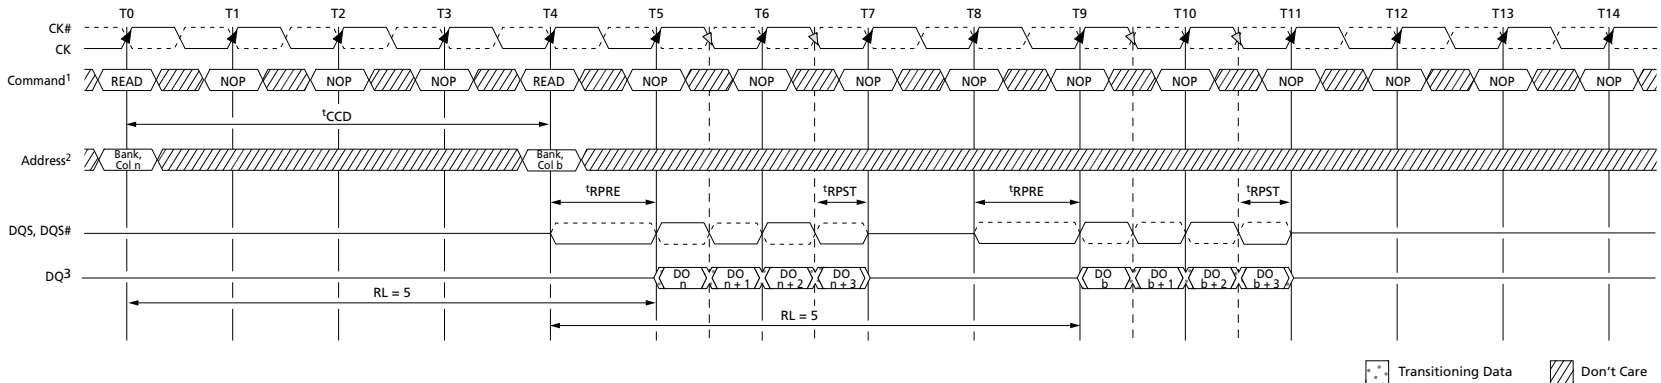 T0 T1 T2 T3 T4 T5 T6 T7 T8 T9 T10 T11 T12 T13 T14
CK#
CK
Command1 READ NOP NOP NOP READ NOP NOP NOP NOP NOP NOP NOP NOP NOP NOP
tCCD
Address2 Bank, Col n Bank, Col b
tRPRE tRPST tRPRE tRPST
DQS, DQS#
DQ3 DO n DO n + 1 DO n + 2 DO n + 3 DO b DO b + 1 DO b + 2 DO b + 3
RL = 5
RL = 5
Transitioning Data Don't Care